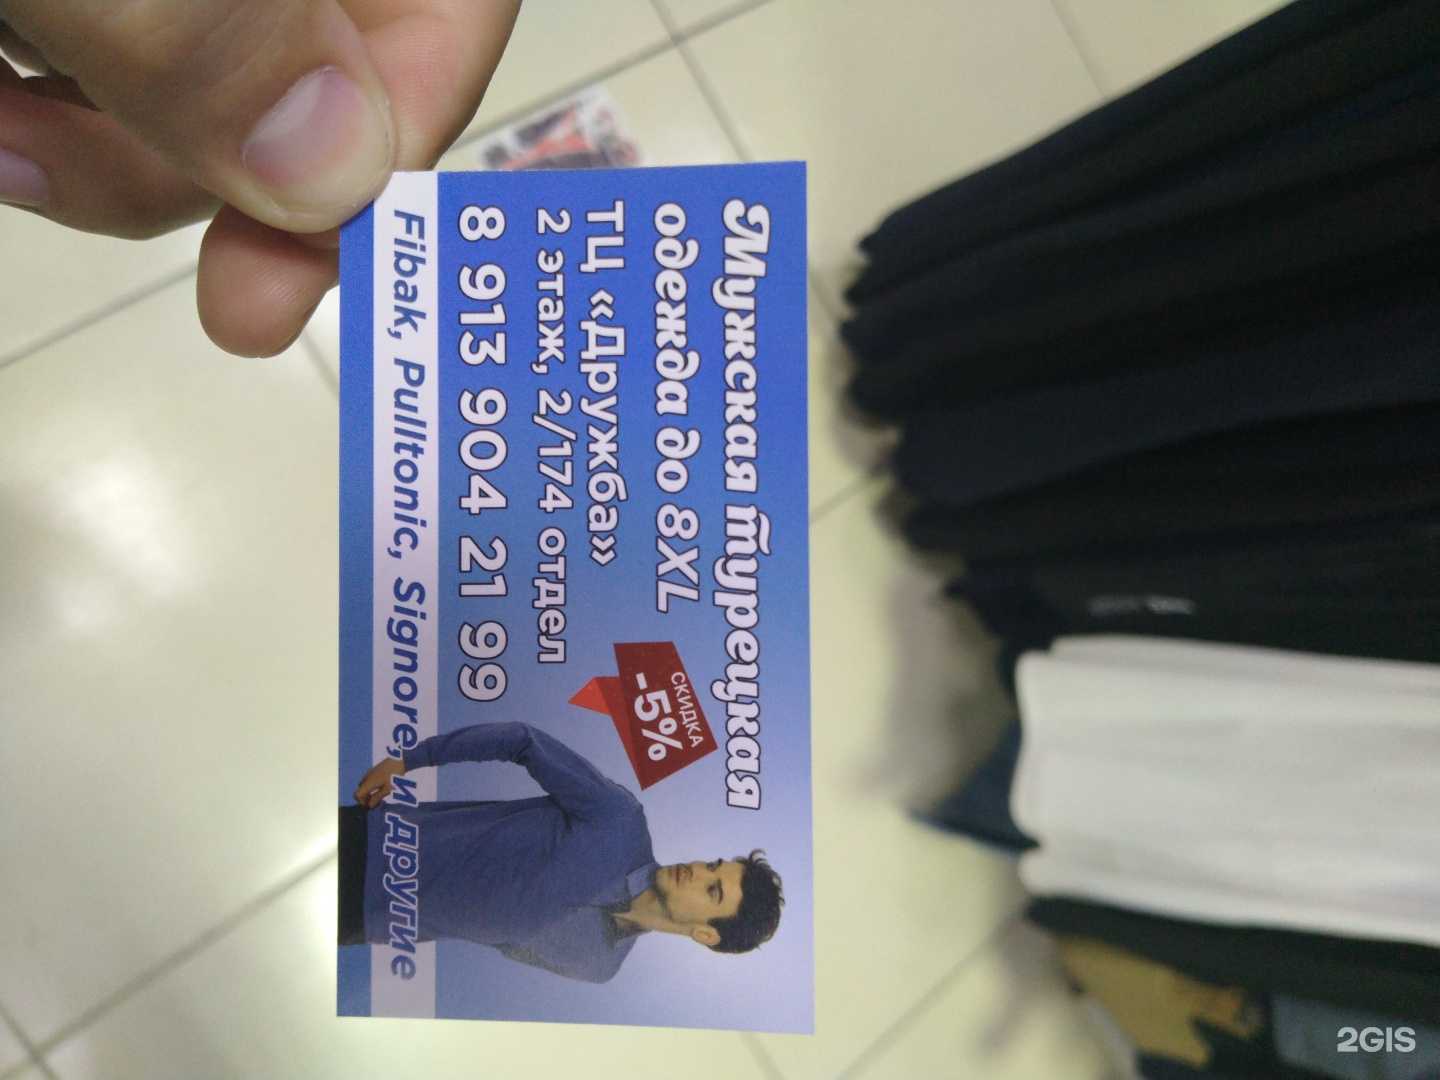 Мужская турецкая
одежда до 8XL
ТЦ «Дружба»
2 этаж, 2/174 отдел
8 913 904 21 99
СКИДКА
-5%
Fibak, Pulltonic, Signore, и другие
2GIS